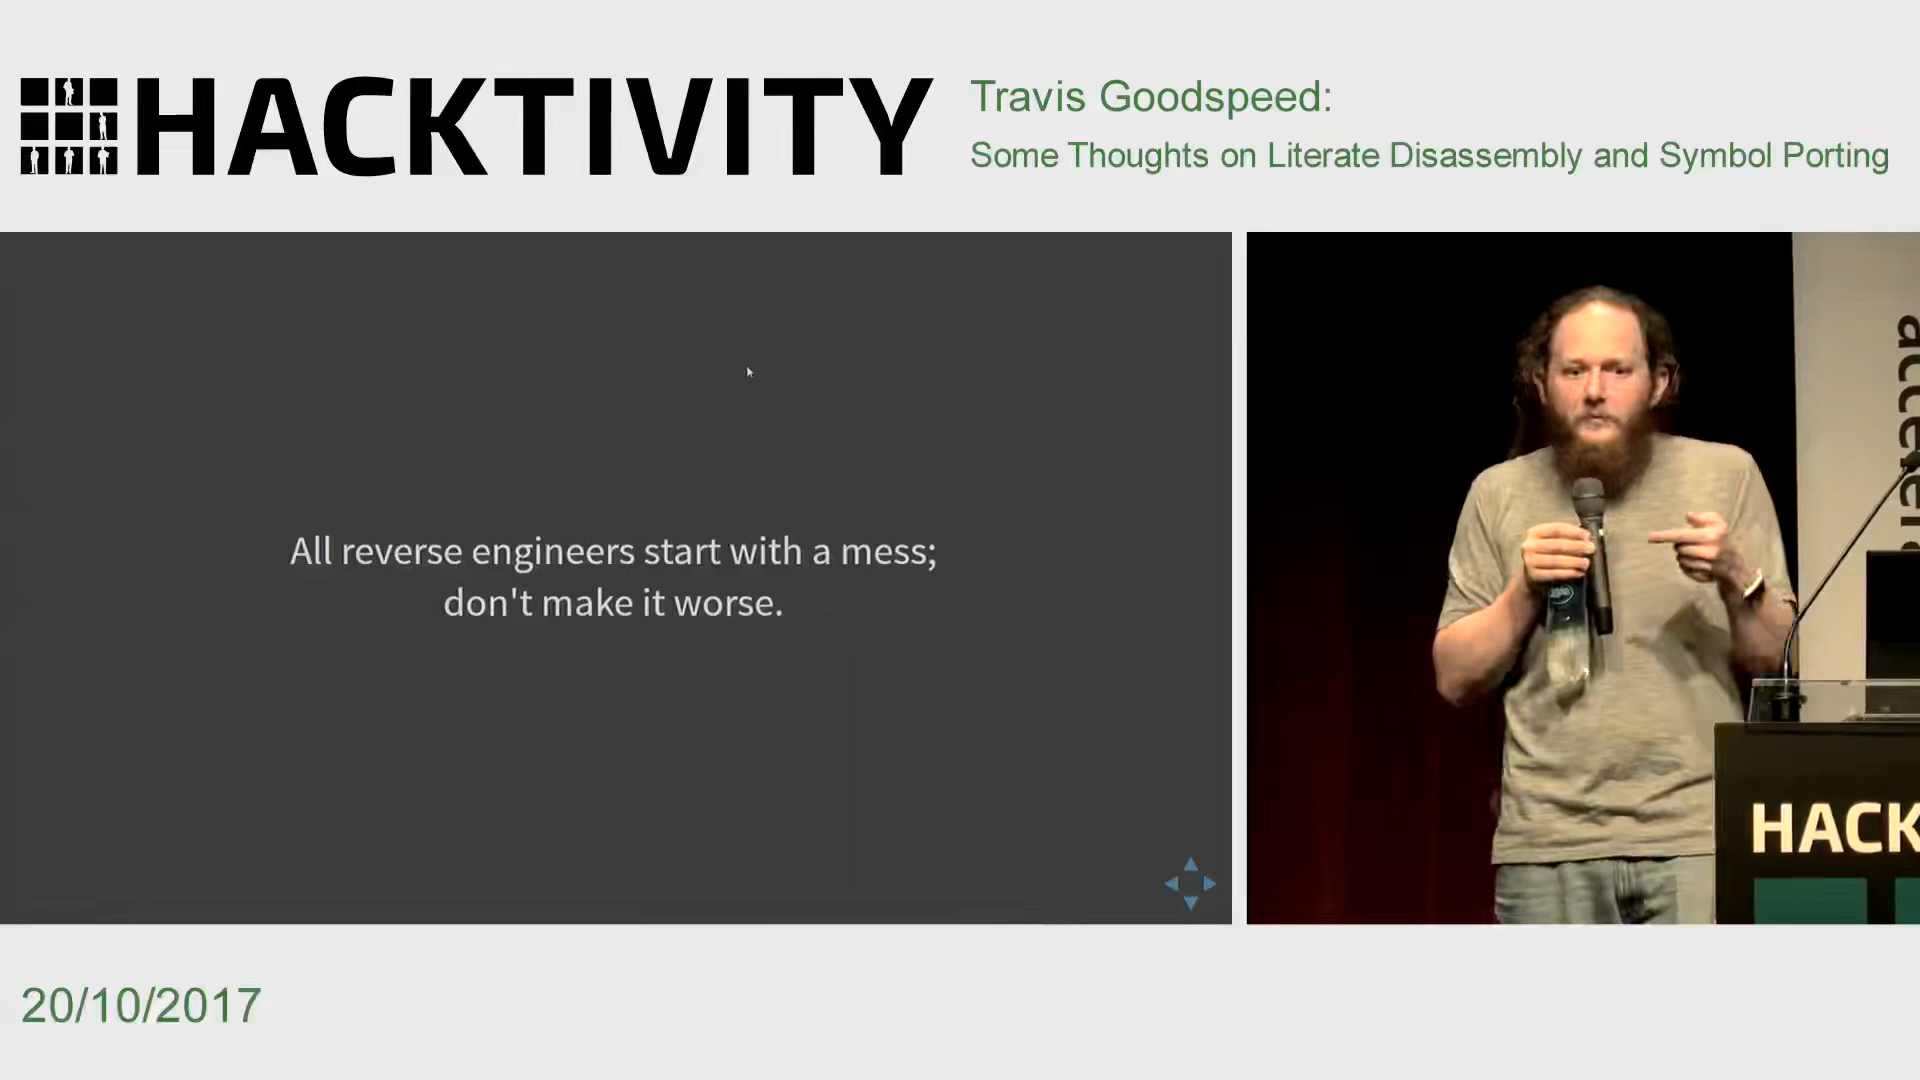 HACKTIVITY
Travis Goodspeed:
Some Thoughts on Literate Disassembly and Symbol Porting
All reverse engineers start with a mess;
don't make it worse.
HACK
20/10/2017